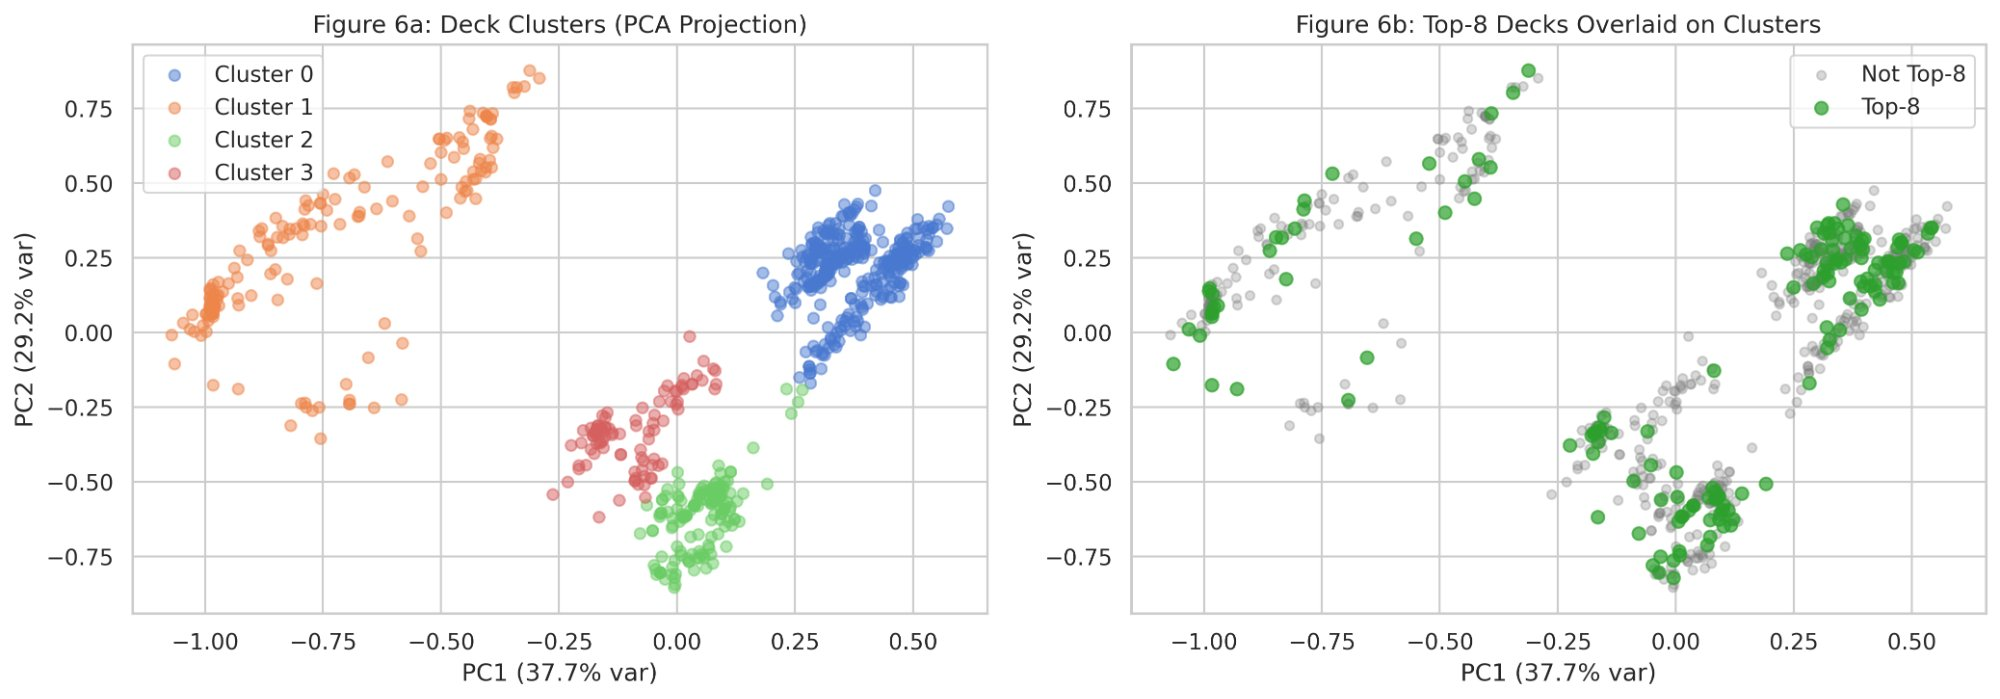 Figure 6a: Deck Clusters (PCA Projection)
Cluster 0
Cluster 1
Cluster 2
Cluster 3
0.75
0.50
0.25
0.00
−0.25
−0.50
−0.75
PC2 (29.2% var)
−1.00 −0.75 −0.50 −0.25 0.00 0.25 0.50
PC1 (37.7% var)
Figure 6b: Top-8 Decks Overlaid on Clusters
Not Top-8
Top-8
0.75
0.50
0.25
0.00
−0.25
−0.50
−0.75
PC2 (29.2% var)
−1.00 −0.75 −0.50 −0.25 0.00 0.25 0.50
PC1 (37.7% var)